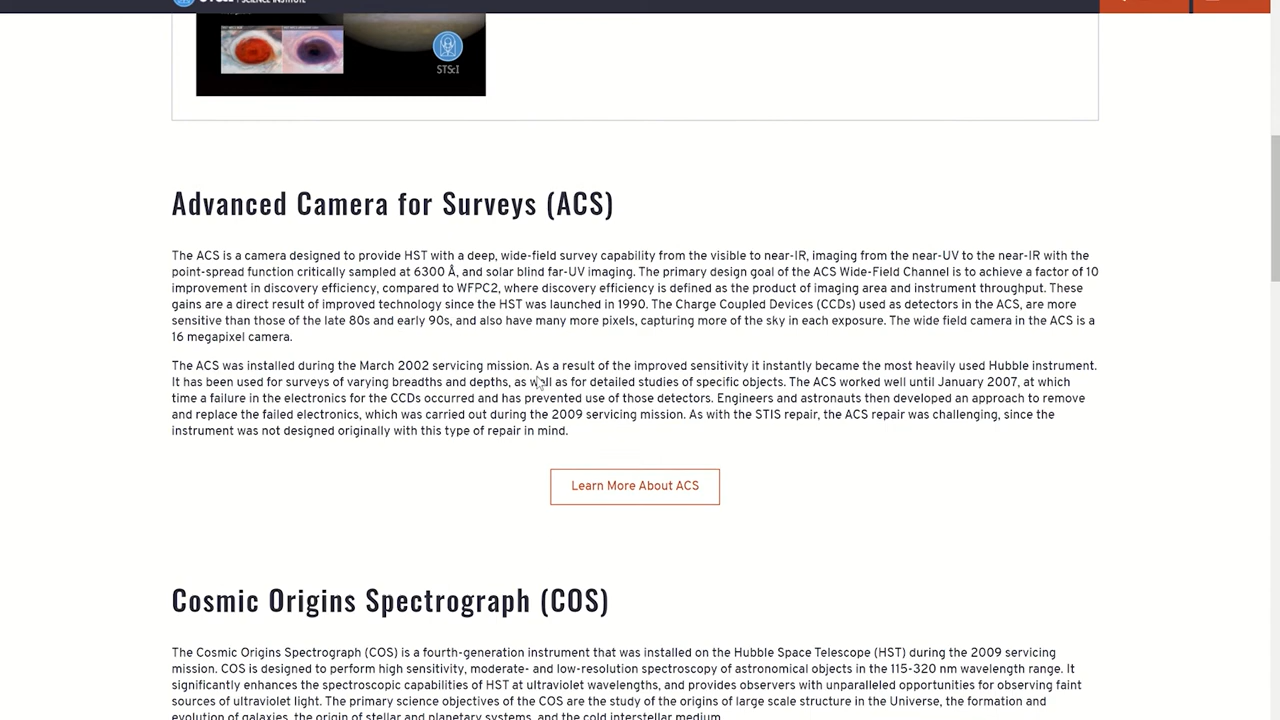 SCIENCE INSTITUTE
STScI
Advanced Camera for Surveys (ACS)
The ACS is a camera designed to provide HST with a deep, wide-field survey capability from the visible to near-IR, imaging from the near-UV to the near-IR with the
point-spread function critically sampled at 6300 Å, and solar blind far-UV imaging. The primary design goal of the ACS Wide-Field Channel is to achieve a factor of 10
improvement in discovery efficiency, compared to WFPC2, where discovery efficiency is defined as the product of imaging area and instrument throughput. These
gains are a direct result of improved technology since the HST was launched in 1990. The Charge Coupled Devices (CCDs) used as detectors in the ACS, are more
sensitive than those of the late 80s and early 90s, and also have many more pixels, capturing more of the sky in each exposure. The wide field camera in the ACS is a
16 megapixel camera.
The ACS was installed during the March 2002 servicing mission. As a result of the improved sensitivity it instantly became the most heavily used Hubble instrument.
It has been used for surveys of varying breadths and depths, as well as for detailed studies of specific objects. The ACS worked well until January 2007, at which
time a failure in the electronics for the CCDs occurred and has prevented use of those detectors. Engineers and astronauts then developed an approach to remove
and replace the failed electronics, which was carried out during the 2009 servicing mission. As with the STIS repair, the ACS repair was challenging, since the
instrument was not designed originally with this type of repair in mind.
Learn More About ACS
Cosmic Origins Spectrograph (COS)
The Cosmic Origins Spectrograph (COS) is a fourth-generation instrument that was installed on the Hubble Space Telescope (HST) during the 2009 servicing
mission. COS is designed to perform high sensitivity, moderate- and low-resolution spectroscopy of astronomical objects in the 115-320 nm wavelength range. It
significantly enhances the spectroscopic capabilities of HST at ultraviolet wavelengths, and provides observers with unparalleled opportunities for observing faint
sources of ultraviolet light. The primary science objectives of the COS are the study of the origins of large scale structure in the Universe, the formation and
evolution of galaxies, the origin of stellar and planetary systems, and the cold interstellar medium.